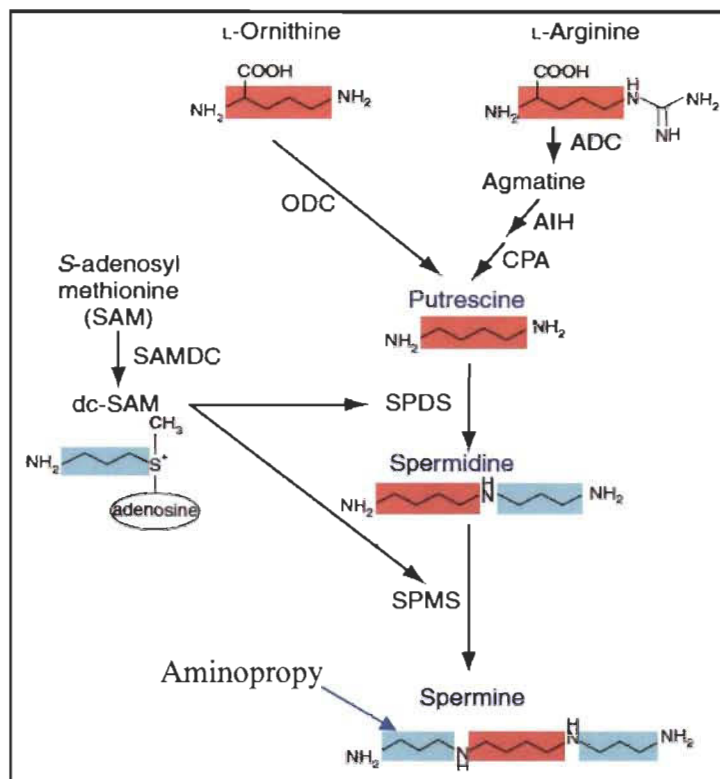 L-Ornithine
L-Arginine
COOH
NH2
NH2
COOH
NH2
H
N
NH2
NH
ADC
Agmatine
ODC
AIH
CPA
S-adenosyl
methionine
(SAM)
Putrescine
NH2
NH2
SAMDC
dc-SAM
CH3
NH2
S+
adenosine
SPDS
Spermidine
NH2
H
N
NH2
SPMS
Aminopropy
Spermine
NH2
N
H
H
N
NH2